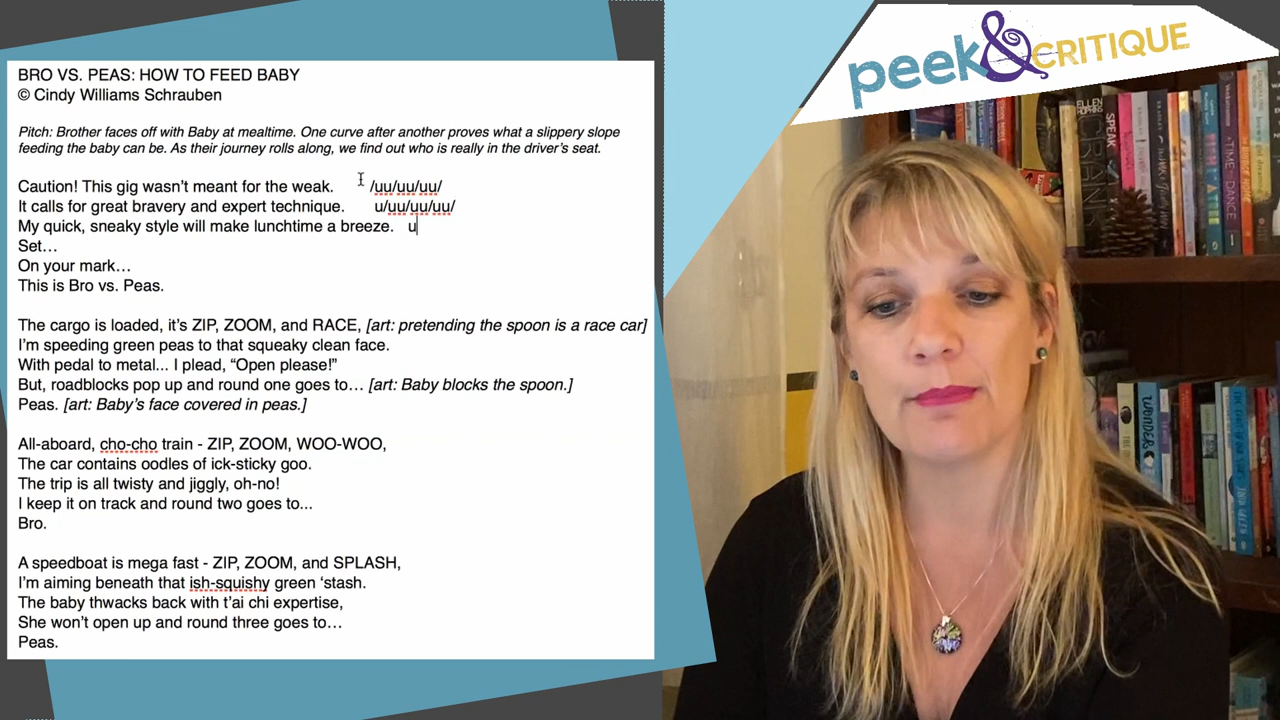 BRO VS. PEAS: HOW TO FEED BABY
© Cindy Williams Schrauben
Pitch: Brother faces off with Baby at mealtime. One curve after another proves what a slippery slope
feeding the baby can be. As their journey rolls along, we find out who is really in the driver's seat.
Caution! This gig wasn't meant for the weak. /uu/uu/uu/
It calls for great bravery and expert technique. u/uu/uu/uu/
My quick, sneaky style will make lunchtime a breeze. u
Set…
On your mark…
This is Bro vs. Peas.
The cargo is loaded, it's ZIP, ZOOM, and RACE, [art: pretending the spoon is a race car]
I'm speeding green peas to that squeaky clean face.
With pedal to metal... I plead, "Open please!"
But, roadblocks pop up and round one goes to… [art: Baby blocks the spoon.]
Peas. [art: Baby's face covered in peas.]
All-aboard, cho-cho train - ZIP, ZOOM, WOO-WOO,
The car contains oodles of ick-sticky goo.
The trip is all twisty and jiggly, oh-no!
I keep it on track and round two goes to...
Bro.
A speedboat is mega fast - ZIP, ZOOM, and SPLASH,
I'm aiming beneath that ish-squishy green 'stash.
The baby thwacks back with t'ai chi expertise,
She won't open up and round three goes to…
Peas.
peek & CRITIQUE
ELLEN HOPKINS
SPEAK
A TIME to DANCE
WONDER
JOHN GREEN